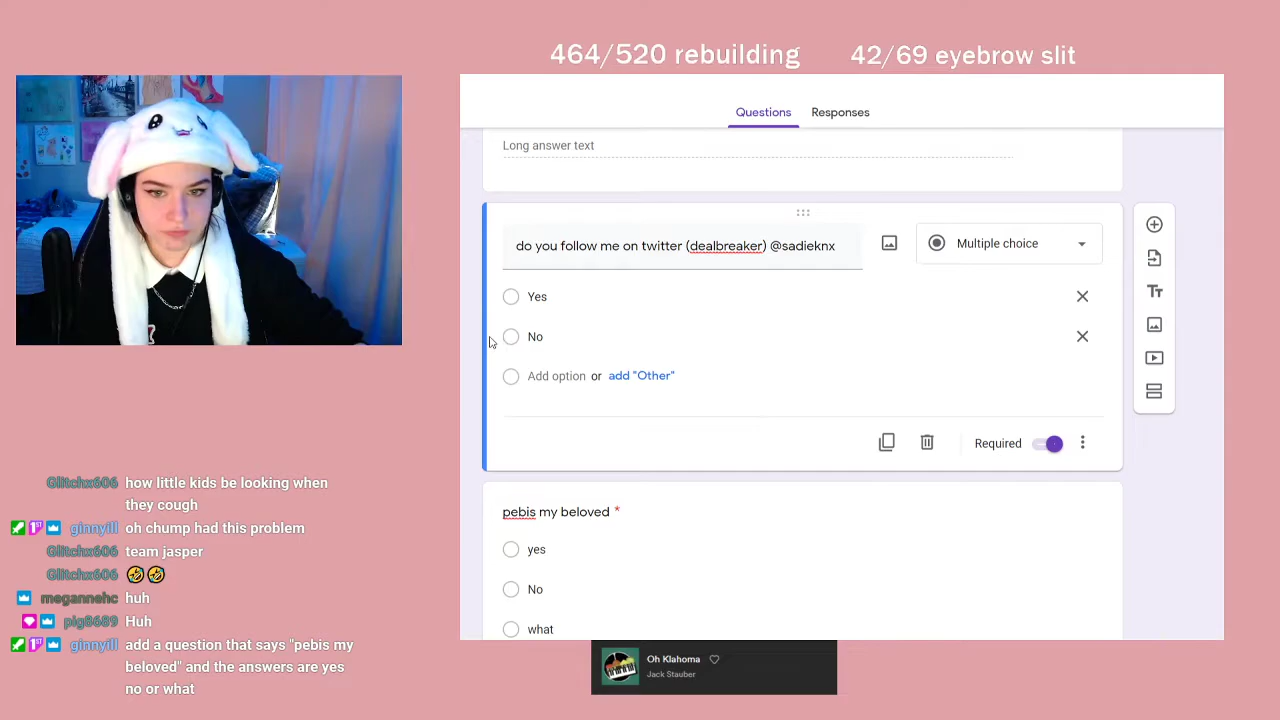 464/520 rebuilding
42/69 eyebrow slit
Questions
Responses
Long answer text
do you follow me on twitter (dealbreaker) @sadieknx
Multiple choice
Yes
No
Add option or add "Other"
Required
pebis my beloved *
yes
No
what
Glitchx606 how little kids be looking when
they cough
ginnyill oh chump had this problem
Glitchx606 team jasper
Glitchx606 🤣🤣
megannehc huh
pig8689 Huh
ginnyill add a question that says "pebis my
beloved" and the answers are yes
no or what
Oh Klahoma
Jack Stauber